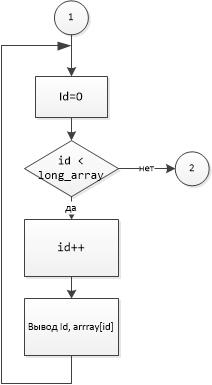 1
Id=0
id <
long_array
нет
2
да
id++
Вывод Id, arrray[id]